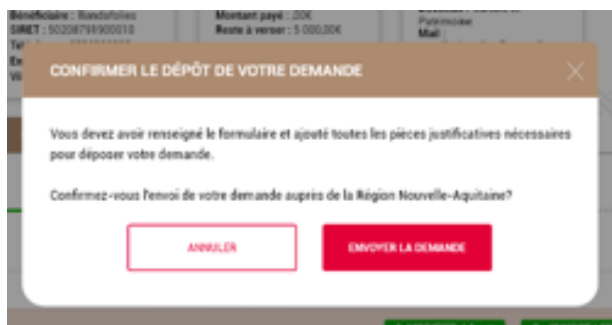 Bénéficiaire : Bandafolies
Montant payé : ,00€
SIRET : 50208791900010
Reste à verser : 5 000,00€
Patrimoine
Mail :
CONFIRMER LE DÉPÔT DE VOTRE DEMANDE
Vous devez avoir renseigné le formulaire et ajouté toutes les pièces justificatives nécessaires
pour déposer votre demande.
Confirmez-vous l'envoi de votre demande auprès de la Région Nouvelle-Aquitaine?
ANNULER
ENVOYER LA DEMANDE